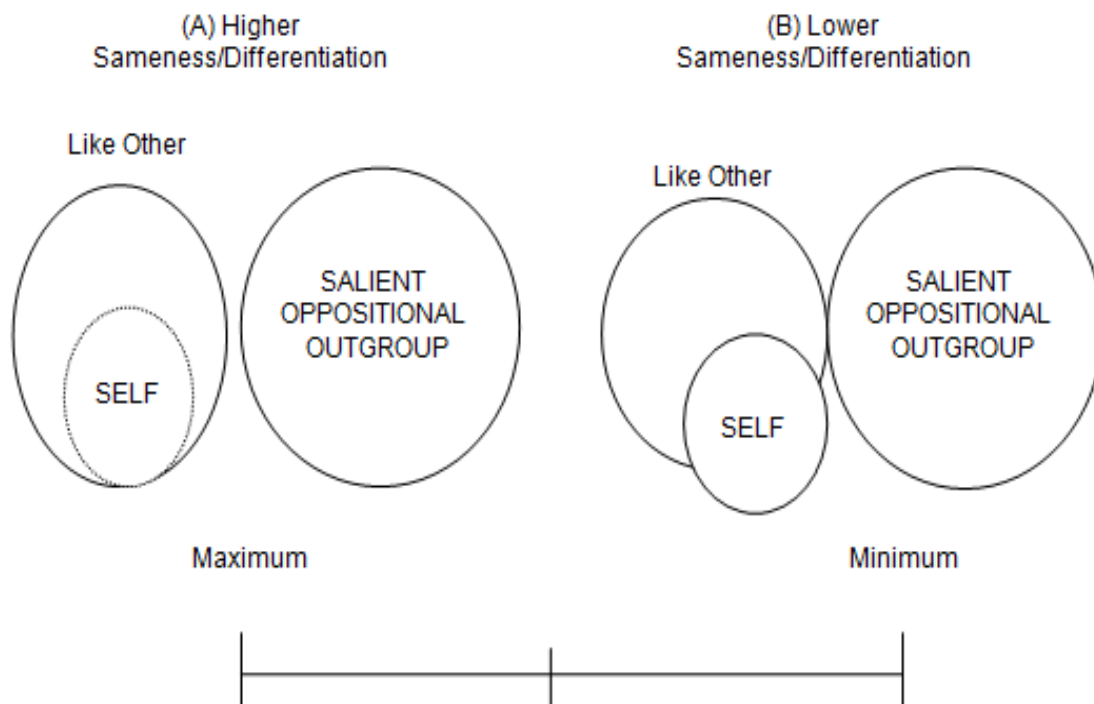 (A) Higher
Sameness/Differentiation
Like Other
SELF
SALIENT
OPPOSITIONAL
OUTGROUP
Maximum
(B) Lower
Sameness/Differentiation
Like Other
SELF
SALIENT
OPPOSITIONAL
OUTGROUP
Minimum